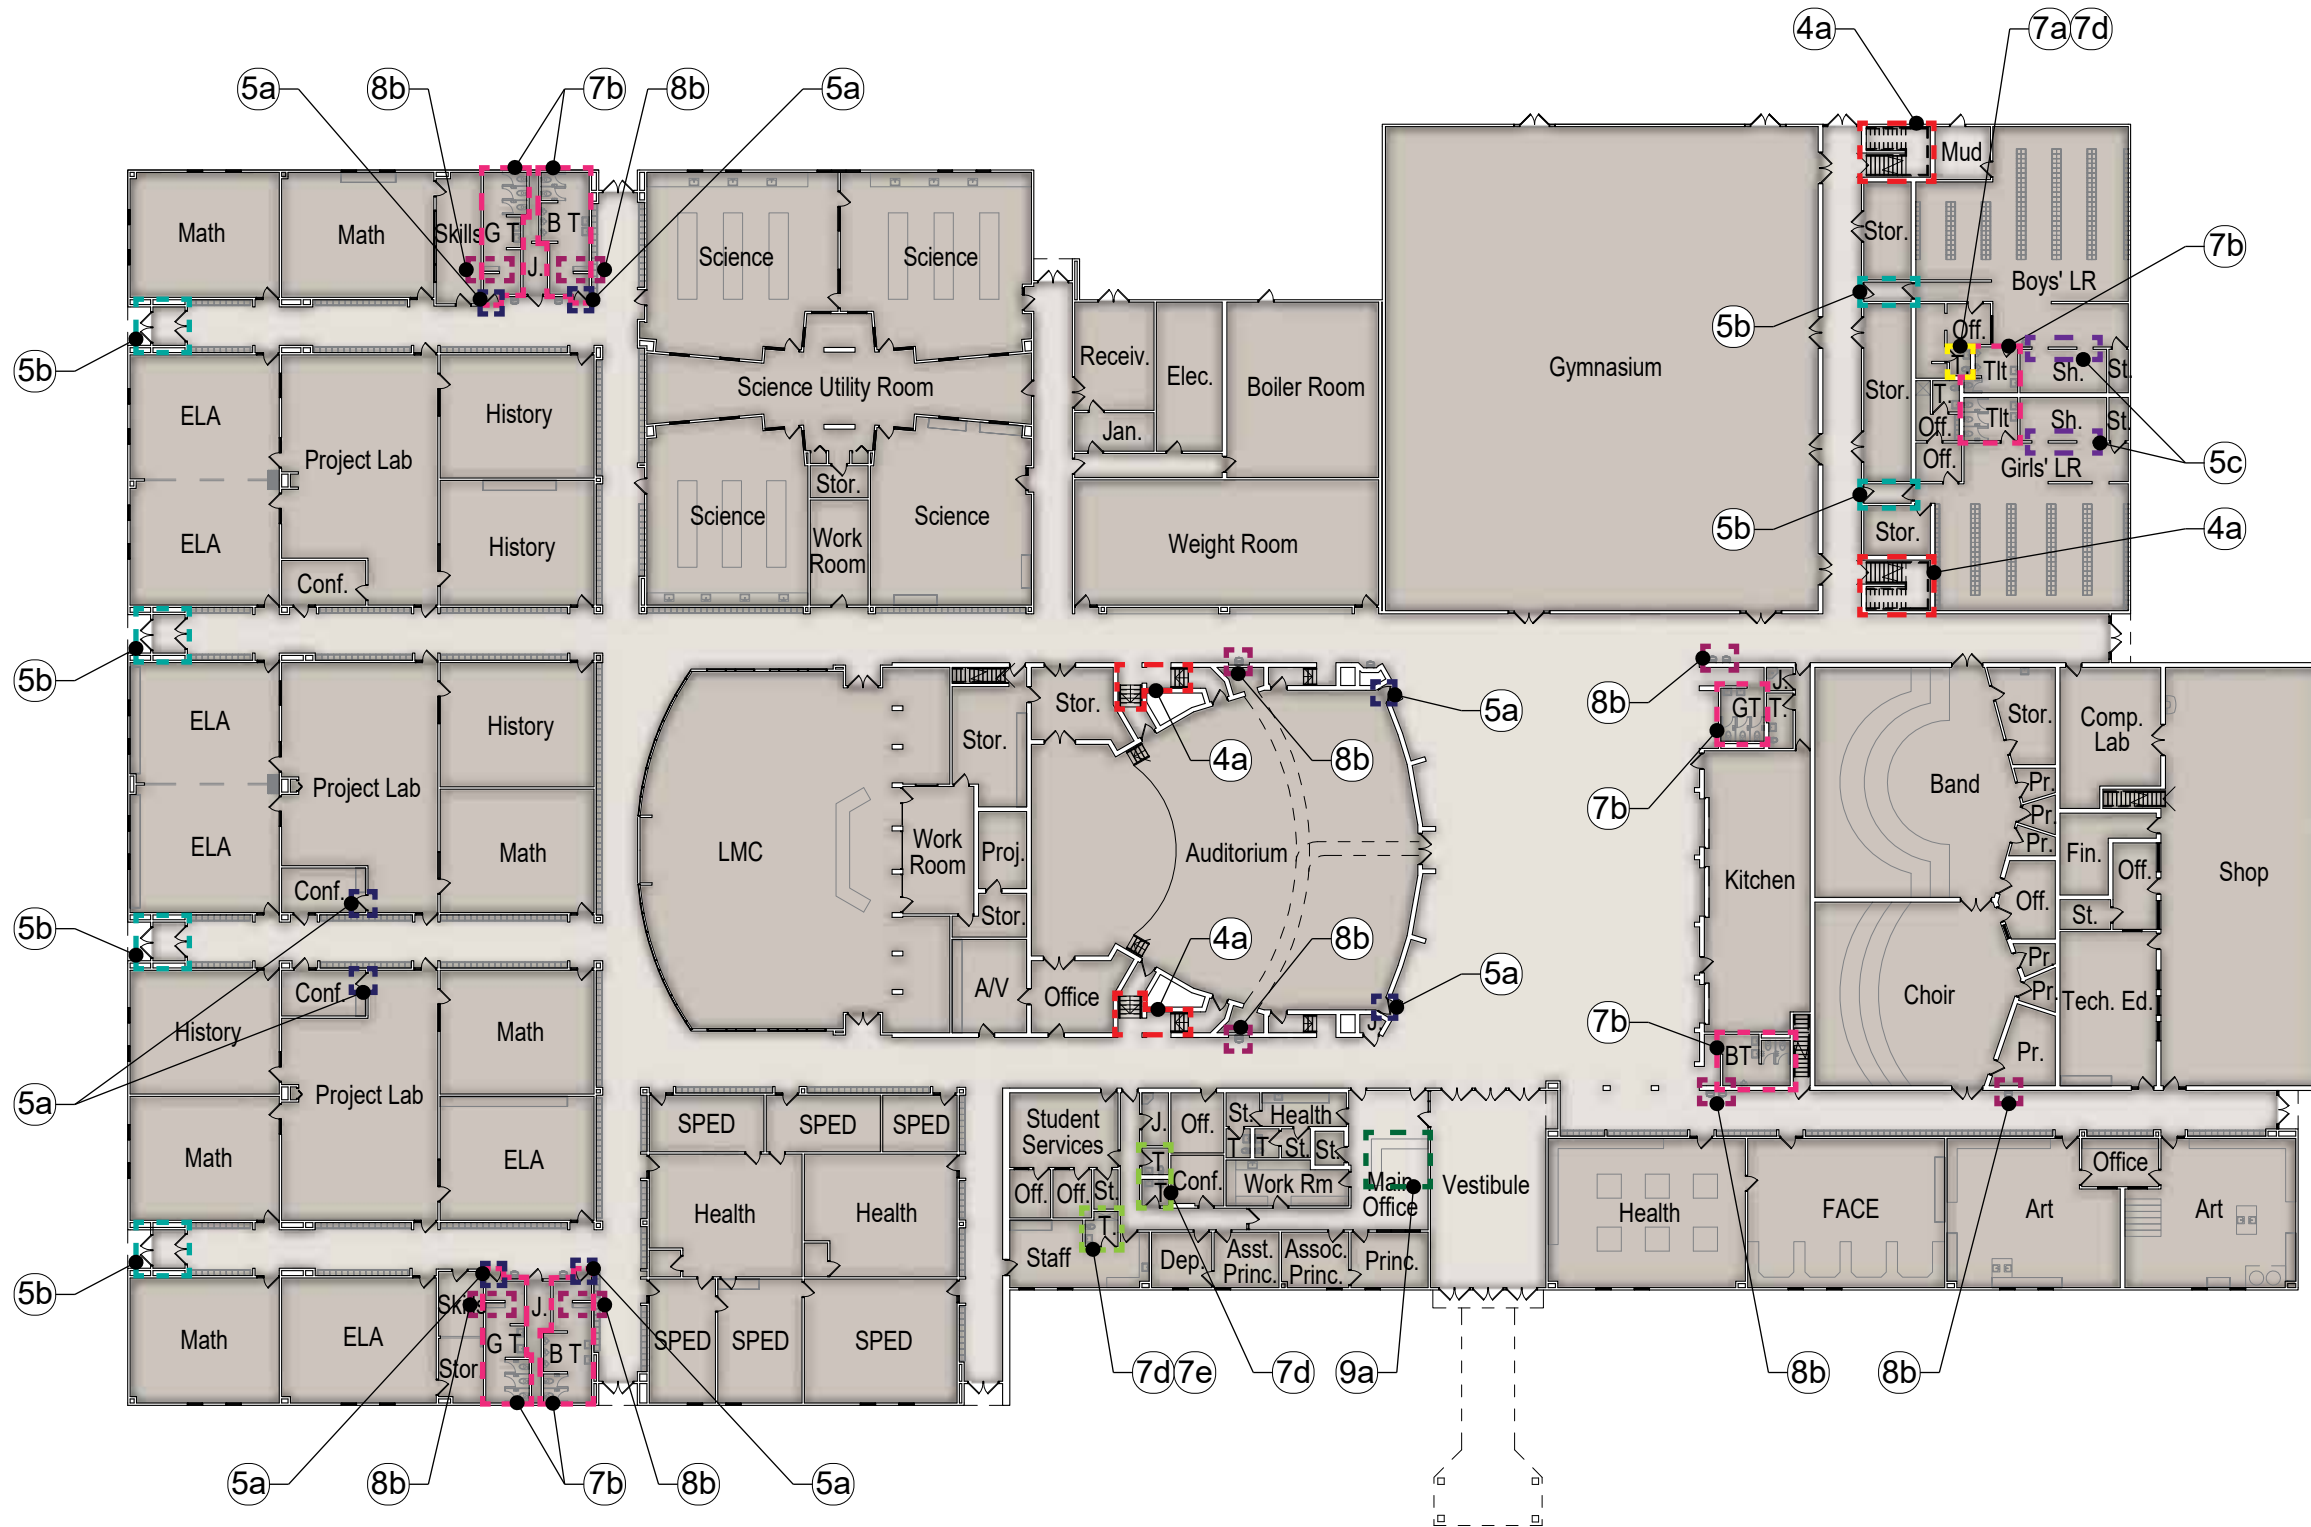 4a
7a 7d
5a
8b
7b
8b
5a
Mud
Math
Math
Skills
G T
B T
J.
Science
Science
Stor.
Boys' LR
7b
5b
5b
Receiv.
Elec.
Boiler Room
Gymnasium
Off.
T
Tlt
Sh.
St.
ELA
History
Project Lab
Science Utility Room
Jan.
Stor.
T.
Off.
Off.
Tlt
Sh.
St.
Girls' LR
5c
ELA
History
Conf.
Science
Stor.
Work
Room
Science
Weight Room
5b
Stor.
4a
5b
ELA
History
Project Lab
Stor.
Stor.
4a
8b
5a
8b
GT
J.
T.
7b
Stor.
Comp.
Lab
Band
Pr.
Pr.
Pr.
ELA
Math
Conf.
LMC
Work
Room
Proj.
Stor.
Auditorium
Kitchen
Fin.
Off.
Off.
St.
Shop
5b
4a
8b
5a
History
Conf.
Math
A/V
Office
J.
Choir
Pr.
Pr.
Pr.
Tech. Ed.
7b
BT
5a
Project Lab
Math
ELA
SPED
SPED
SPED
Student
Services
J.
Off.
St.
Health
T
T
St.
St.
T
T
Conf.
Work Rm
Main
Office
Vestibule
Off.
Off.
St.
T.
Health
Health
Staff
Dep.
Asst.
Princ.
Assoc.
Princ.
Princ.
Health
FACE
Art
Office
Art
5b
Math
ELA
Skills
Stor.
G T
J.
B T
SPED
SPED
SPED
7d 7e
7d
9a
8b
8b
5a
8b
7b
8b
5a